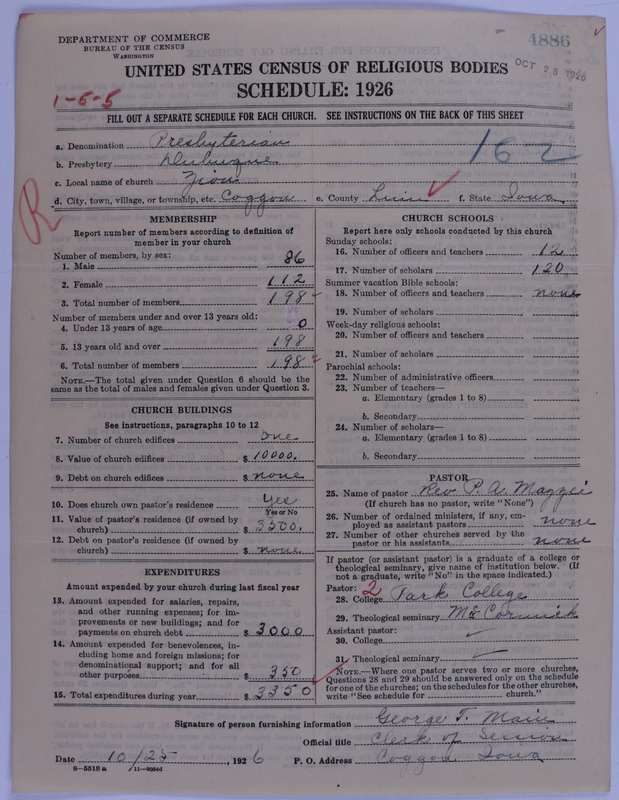 DEPARTMENT OF COMMERCE
BUREAU OF THE CENSUS
WASHINGTON
4886
OCT 28 1926
UNITED STATES CENSUS OF RELIGIOUS BODIES
SCHEDULE: 1926
1-5-5
FILL OUT A SEPARATE SCHEDULE FOR EACH CHURCH. SEE INSTRUCTIONS ON THE BACK OF THIS SHEET
a. Denomination Presbyterian
b. Presbytery Dubuque
162
c. Local name of church Zion
d. City, town, village, or township, etc. Coggon e. County Linn f. State Iowa
R
MEMBERSHIP
Report number of members according to definition of
member in your church
Number of members, by sex:
1. Male 86
2. Female 112
3. Total number of members 198
Number of members under and over 13 years old:
4. Under 13 years of age 0
5. 13 years old and over 198
6. Total number of members 198
NOTE.—The total given under Question 6 should be the
same as the total of males and females given under Question 3.
CHURCH BUILDINGS
See instructions, paragraphs 10 to 12
7. Number of church edifices one
8. Value of church edifices $ 10000.
9. Debt on church edifices $ none
10. Does church own pastor's residence Yes
Yes or No
11. Value of pastor's residence (if owned by
church) $ 3500.
12. Debt on pastor's residence (if owned by
church) $ none
EXPENDITURES
Amount expended by your church during last fiscal year
13. Amount expended for salaries, repairs,
and other running expenses; for im-
provements or new buildings; and for
payments on church debt $ 3000
14. Amount expended for benevolences, in-
cluding home and foreign missions; for
denominational support; and for all
other purposes $ 350
15. Total expenditures during year $ 3350
CHURCH SCHOOLS
Report here only schools conducted by this church
Sunday schools:
16. Number of officers and teachers 12
17. Number of scholars 120
Summer vacation Bible schools:
18. Number of officers and teachers none
19. Number of scholars
Week-day religious schools:
20. Number of officers and teachers
21. Number of scholars
Parochial schools:
22. Number of administrative officers
23. Number of teachers—
a. Elementary (grades 1 to 8)
b. Secondary
24. Number of scholars—
a. Elementary (grades 1 to 8)
b. Secondary
PASTOR
25. Name of pastor Rev P. A.
(If church has no pastor, write "None")
26. Number of ordained ministers, if any, em-
ployed as assistant pastors none
27. Number of other churches served by the
pastor or his assistants none
If pastor (or assistant pastor) is a graduate of a college or
theological seminary, give name of institution below. (If
not a graduate, write "No" in the space indicated.)
Pastor: 2
28. College Park College
29. Theological seminary McCormick
Assistant pastor:
30. College
31. Theological seminary
NOTE.—Where one pastor serves two or more churches,
Questions 28 and 29 should be answered only on the schedule
for one of the churches; on the schedules for the other churches,
write "See schedule for church."
Signature of person furnishing information George T. Main
Official title Clerk of Session
Date 10/25, 1926 P. O. Address Coggon Iowa
8-5518a 11-9054d